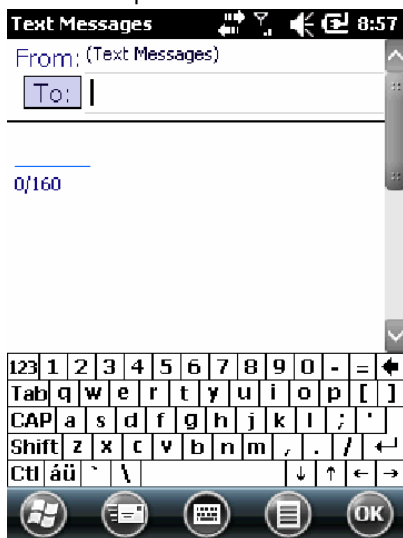 Text Messages 8:57
From: (Text Messages)
To:
0/160
123 1 2 3 4 5 6 7 8 9 0 - =
Tab q w e r t y u i o p [ ]
CAP a s d f g h j k l ; '
Shift z x c v b n m , . / ↵
Ctl áü ` \ ↓ ↑ ← →
OK